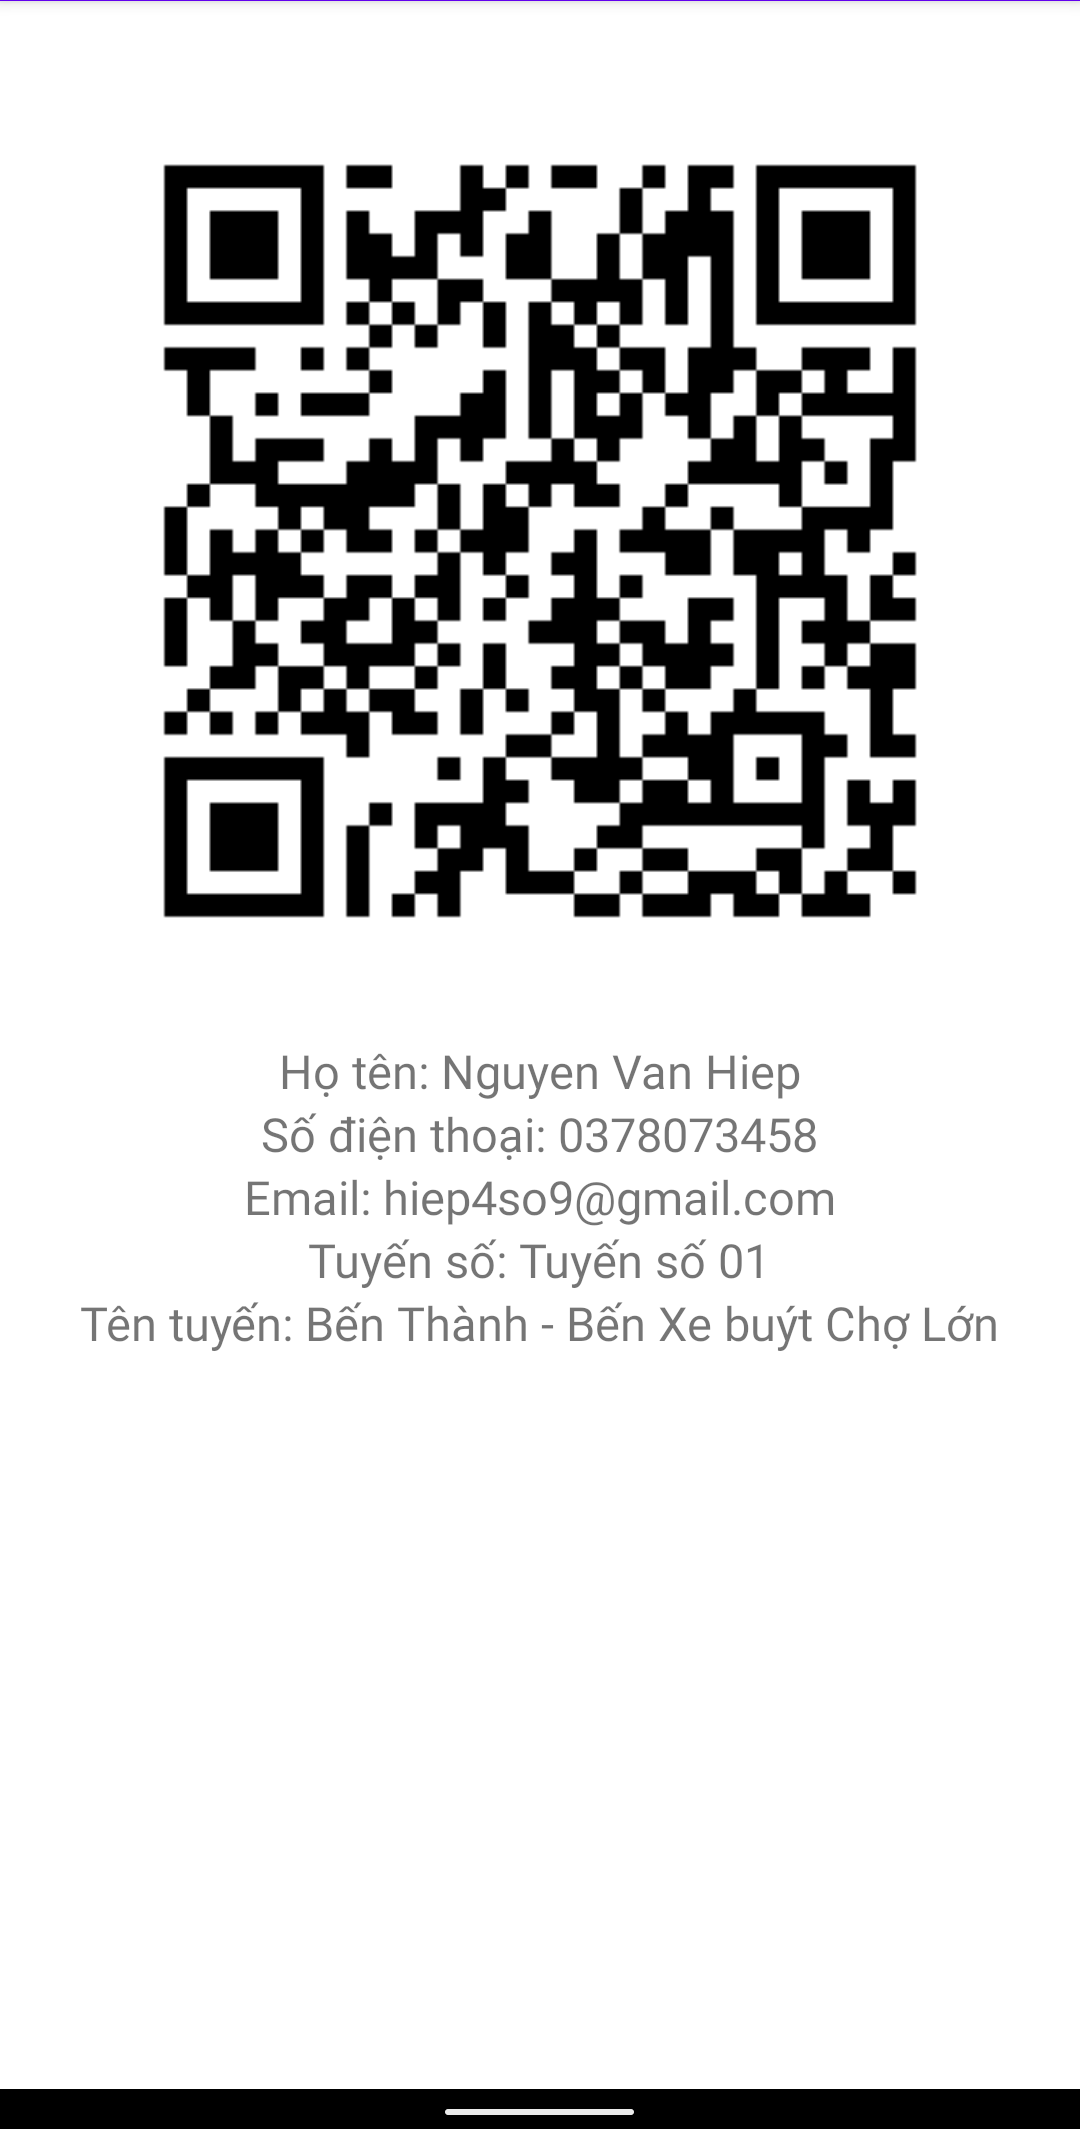 Họ tên: Nguyen Van Hiep
Số điện thoại: 0378073458
Email: hiep4so9@gmail.com
Tuyến số: Tuyến số 01
Tên tuyến: Bến Thành - Bến Xe buýt Chợ Lớn